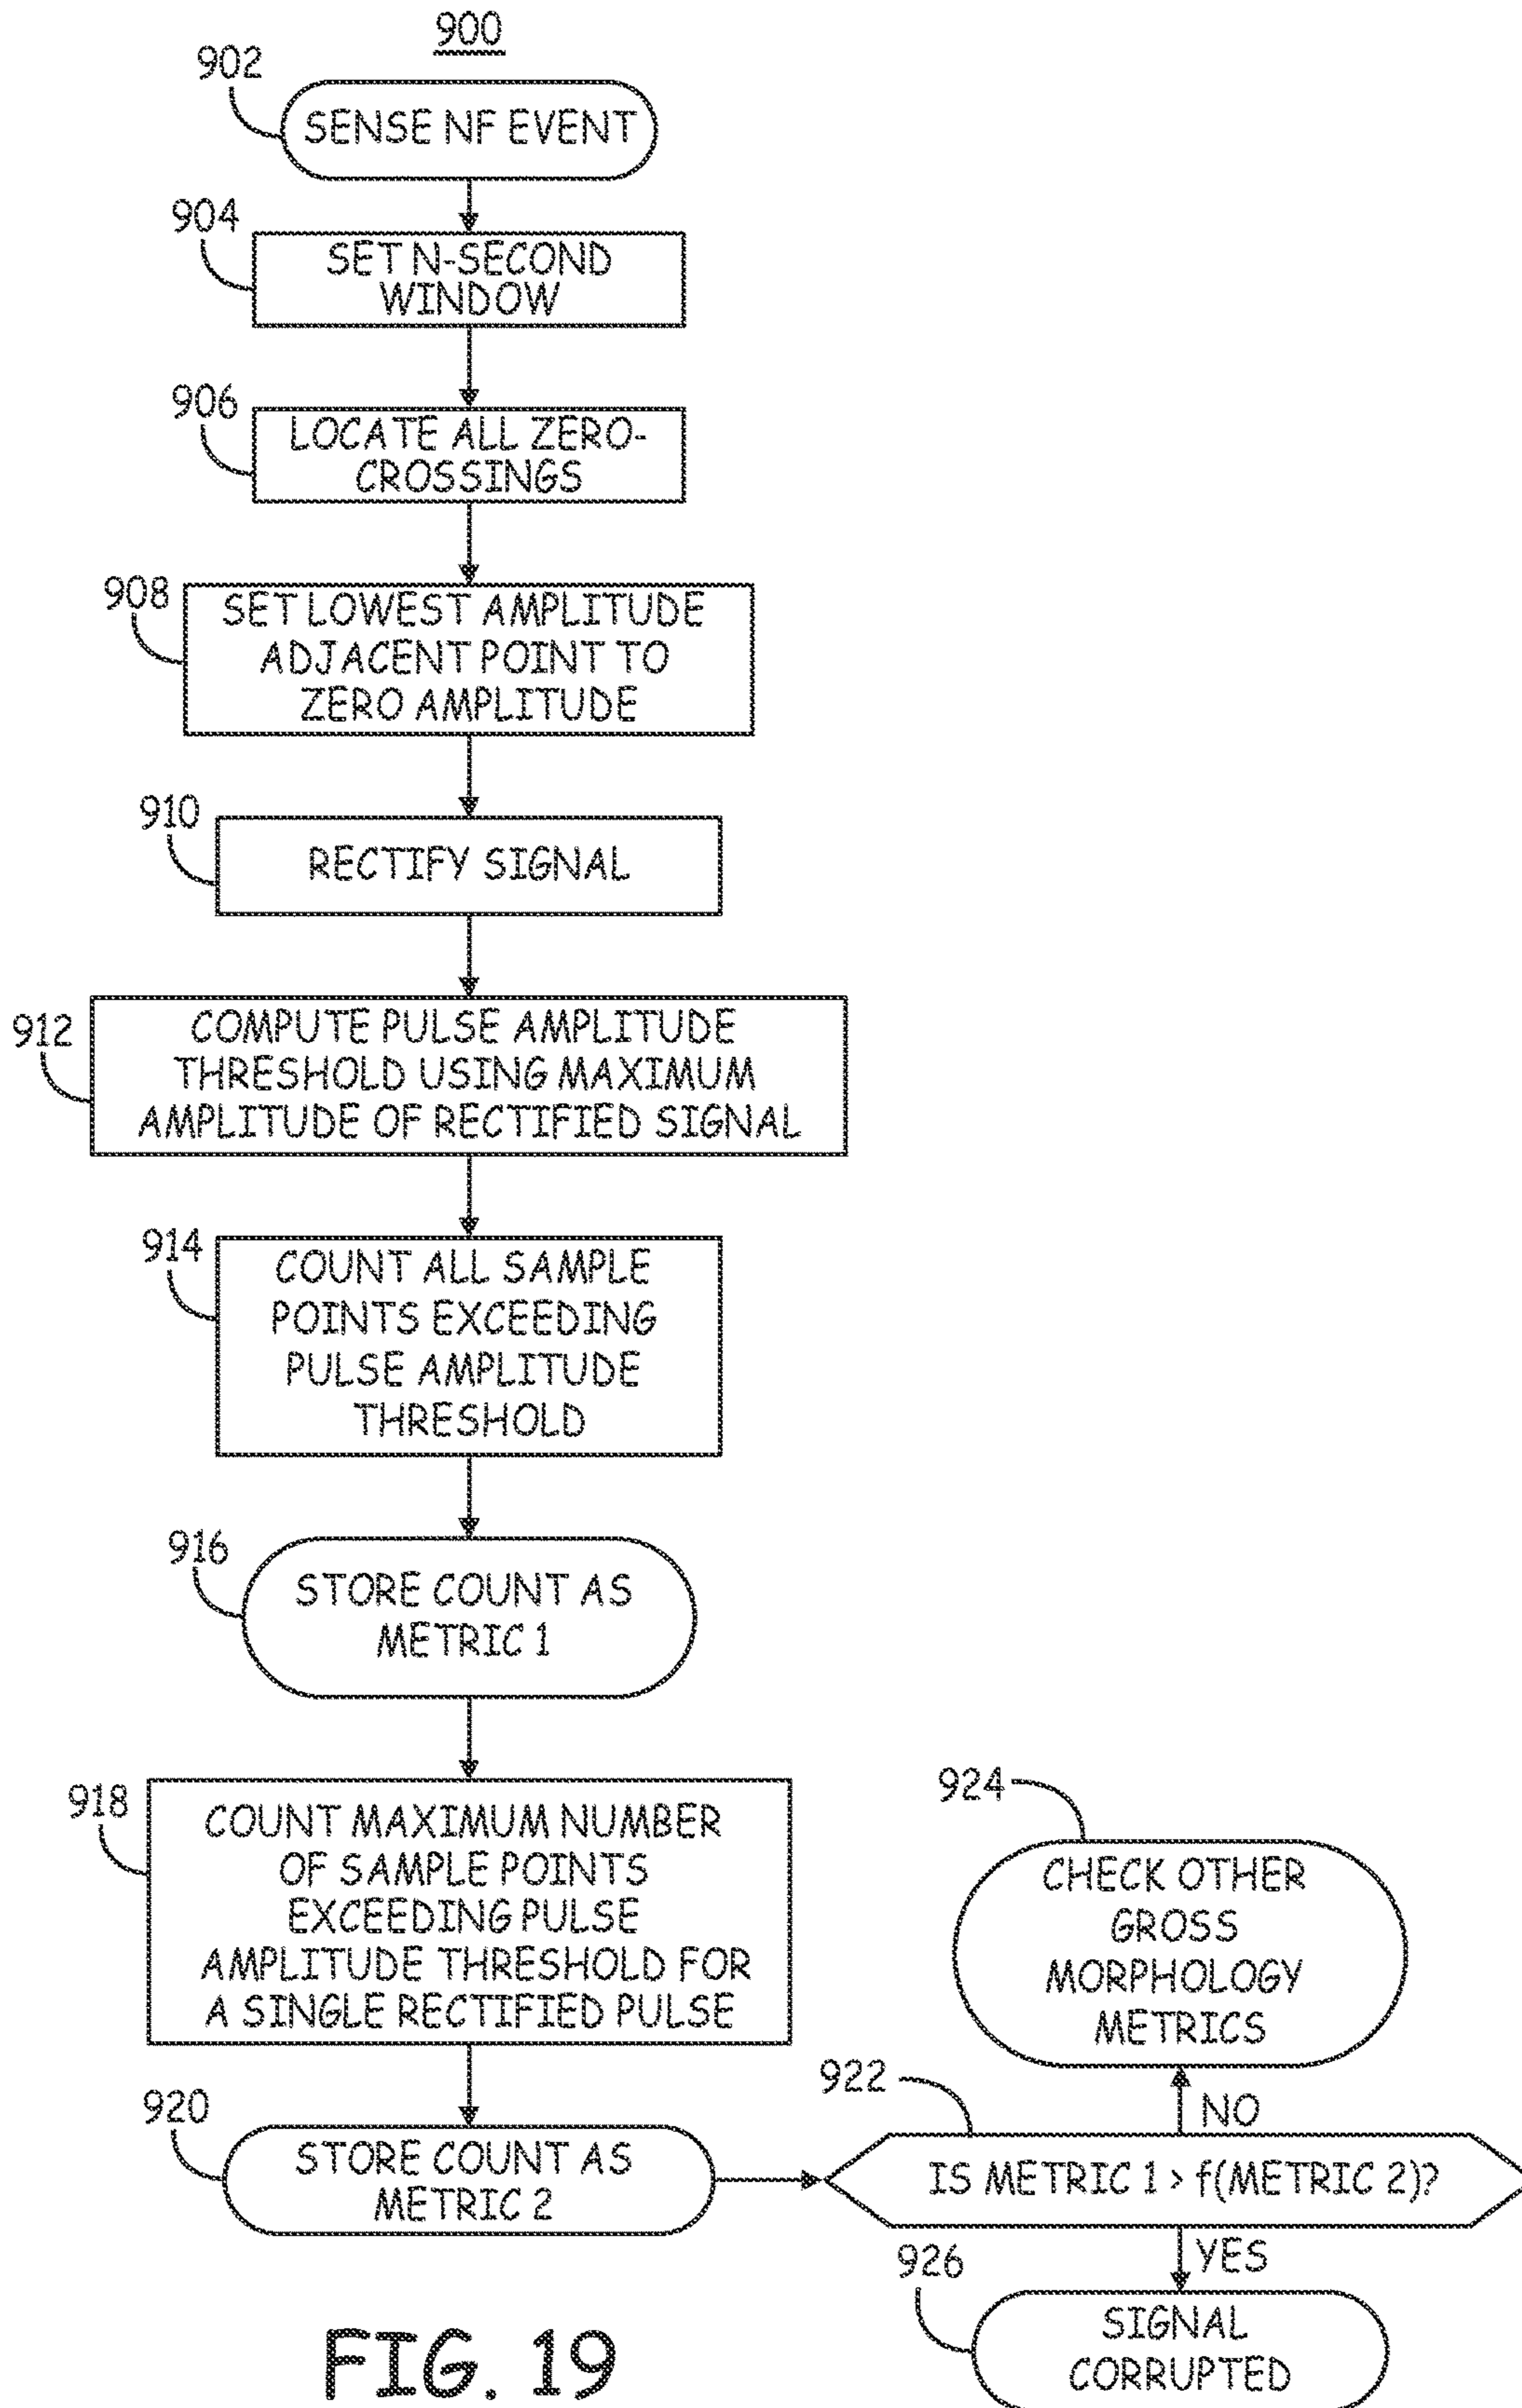 900
902
SENSE NF EVENT
904
SET N-SECOND
WINDOW
906
LOCATE ALL ZERO-
CROSSINGS
908
SET LOWEST AMPLITUDE
ADJACENT POINT TO
ZERO AMPLITUDE
910
RECTIFY SIGNAL
912
COMPUTE PULSE AMPLITUDE
THRESHOLD USING MAXIMUM
AMPLITUDE OF RECTIFIED SIGNAL
914
COUNT ALL SAMPLE
POINTS EXCEEDING
PULSE AMPLITUDE
THRESHOLD
916
STORE COUNT AS
METRIC 1
918
COUNT MAXIMUM NUMBER
OF SAMPLE POINTS
EXCEEDING PULSE
AMPLITUDE THRESHOLD FOR
A SINGLE RECTIFIED PULSE
920
STORE COUNT AS
METRIC 2
922
IS METRIC 1 > f(METRIC 2)?
NO
924
CHECK OTHER
GROSS
MORPHOLOGY
METRICS
YES
926
SIGNAL
CORRUPTED
FIG. 19